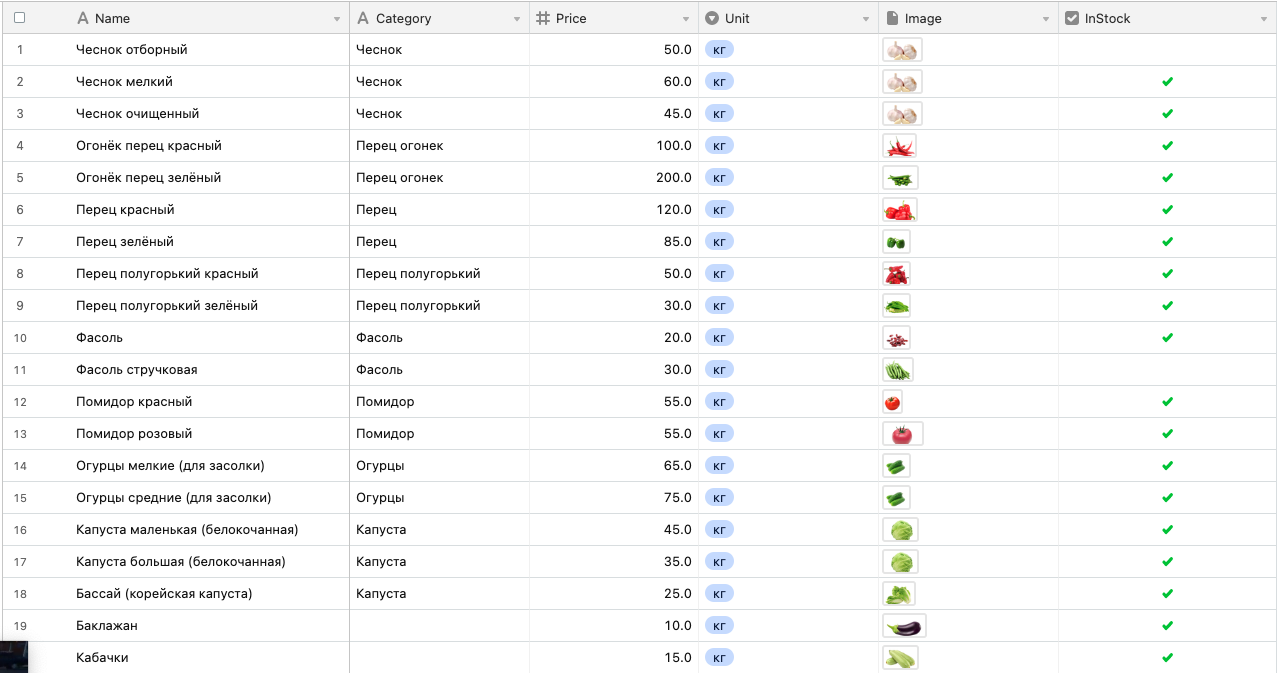 Name Category Price Unit Image InStock
1 Чеснок отборный Чеснок 50.0 кг
2 Чеснок мелкий Чеснок 60.0 кг
3 Чеснок очищенный Чеснок 45.0 кг
4 Огонёк перец красный Перец огонек 100.0 кг
5 Огонёк перец зеленый Перец огонек 200.0 кг
6 Перец красный Перец 120.0 кг
7 Перец зелёный Перец 85.0 кг
8 Перец полугорький красный Перец полугорький 50.0 кг
9 Перец полугорький зелёный Перец полугорький 30.0 кг
10 Фасоль Фасоль 20.0 кг
11 Фасоль стручковая Фасоль 30.0 кг
12 Помидор красный Помидор 55.0 кг
13 Помидор розовый Помидор 55.0 кг
14 Огурцы мелкие (для засолки) Огурцы 65.0 кг
15 Огурцы средние (для засолки) Огурцы 75.0 кг
16 Капуста маленькая (белокочанная) Капуста 45.0 кг
17 Капуста большая (белокочанная) Капуста 35.0 кг
18 Бассай (корейская капуста) Капуста 25.0 кг
19 Баклажан 10.0 кг
Кабачки 15.0 кг